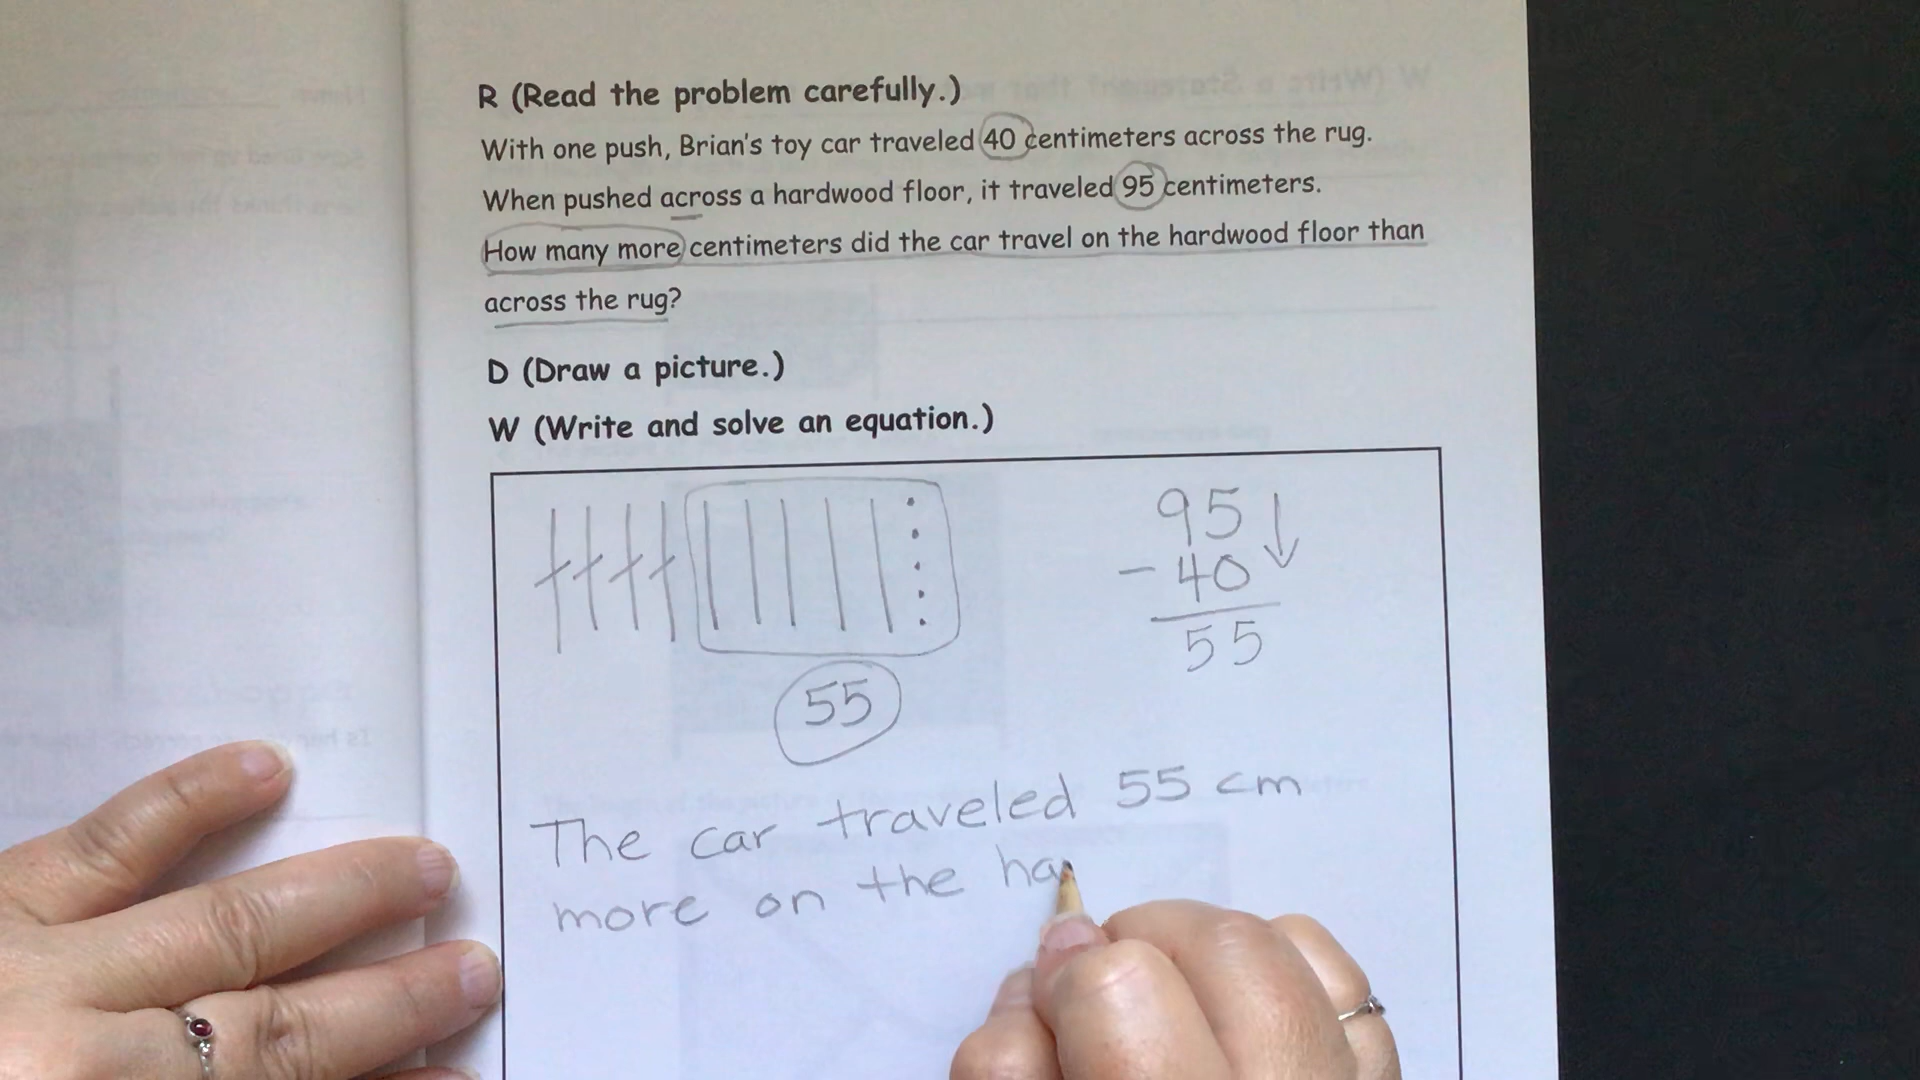 R (Read the problem carefully.)
With one push, Brian's toy car traveled 40 centimeters across the rug.
When pushed across a hardwood floor, it traveled 95 centimeters.
How many more centimeters did the car travel on the hardwood floor than
across the rug?
D (Draw a picture.)
W (Write and solve an equation.)
95
- 40
55
55
The car traveled 55 cm
more on the ha